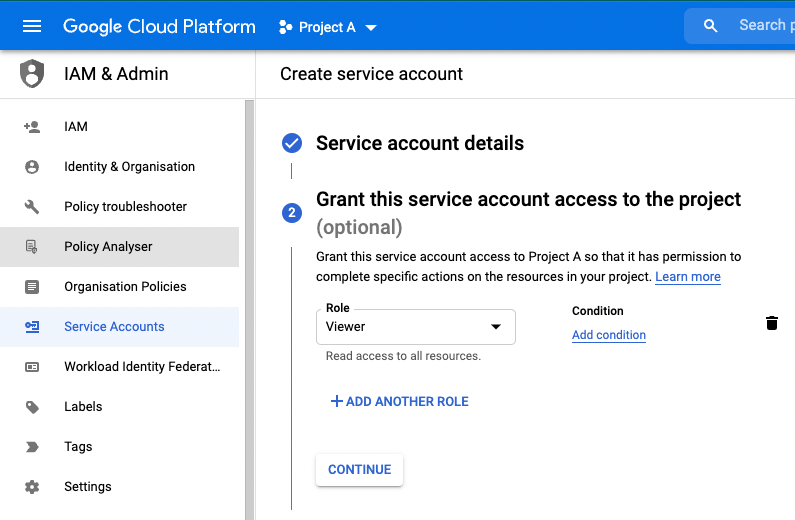 Google Cloud Platform
Project A
Search
IAM & Admin
Create service account
IAM
Identity & Organisation
Policy troubleshooter
Policy Analyser
Organisation Policies
Service Accounts
Workload Identity Federat...
Labels
Tags
Settings
Service account details
2
Grant this service account access to the project
(optional)
Grant this service account access to Project A so that it has permission to
complete specific actions on the resources in your project. Learn more
Role
Viewer
Read access to all resources.
Condition
Add condition
ADD ANOTHER ROLE
CONTINUE